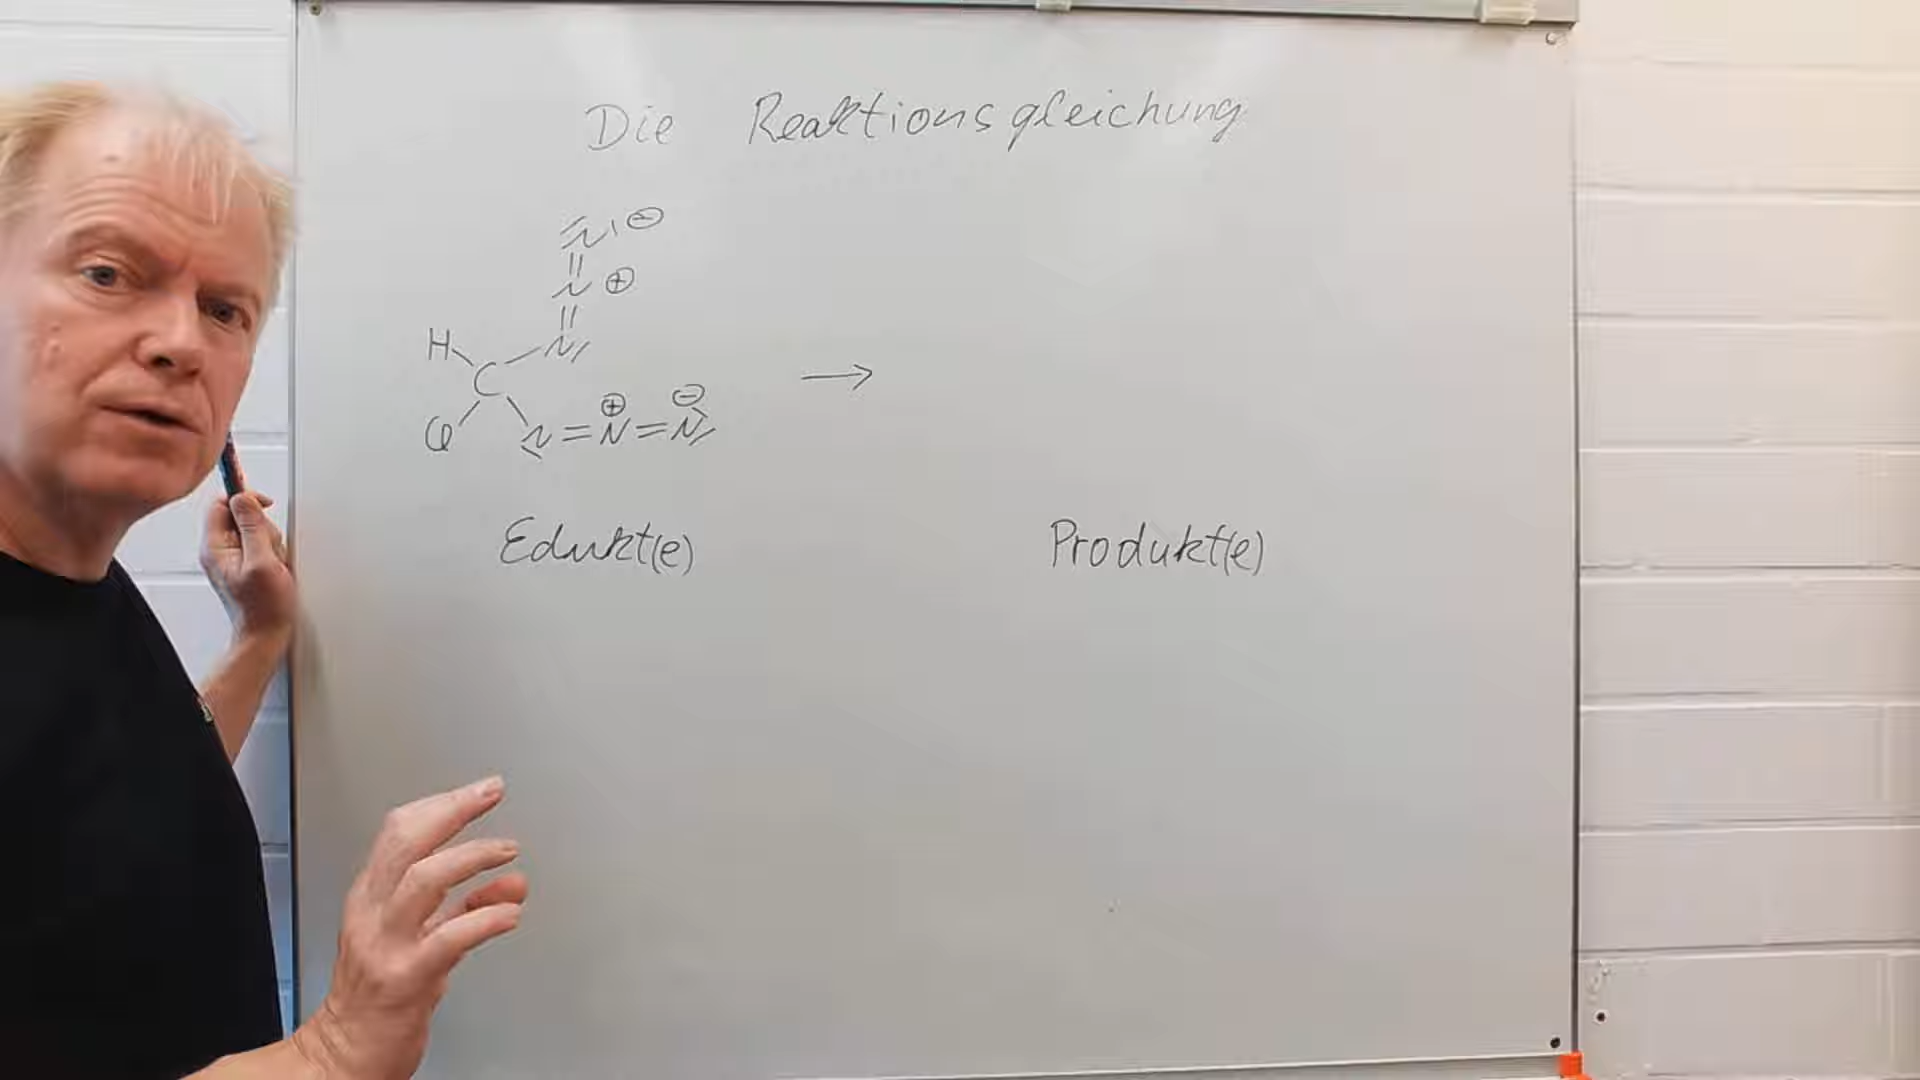 Die Reaktionsgleichung
N ⊖
N ⊕
H
N
C
→
⊕ ⊖
Cl N = N = N
Edukt(e) Produkt(e)